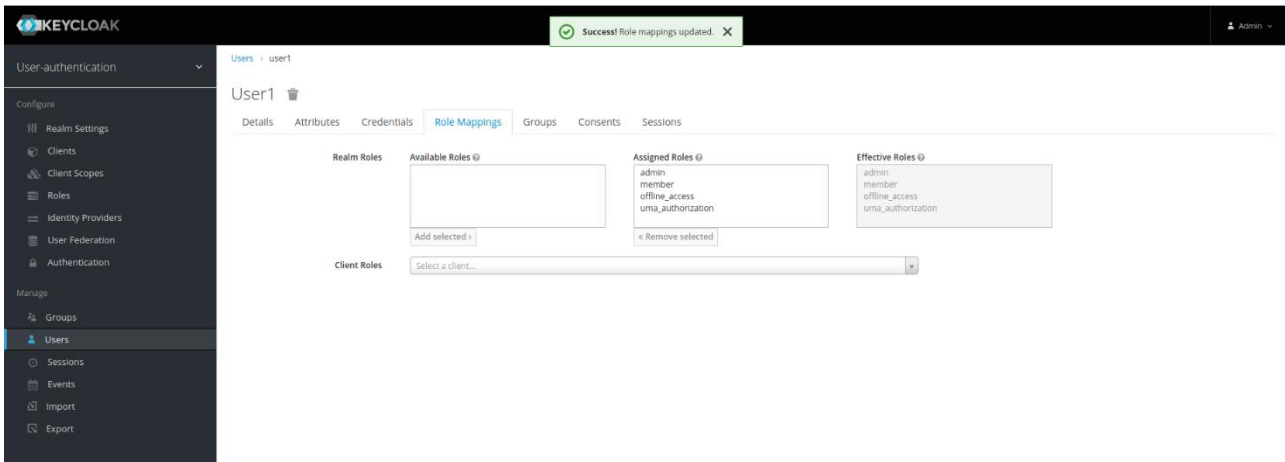 KEYCLOAK
Success! Role mappings updated.
Admin
User-authentication
Users > user1
User1
Configure
Realm Settings
Clients
Client Scopes
Roles
Identity Providers
User Federation
Authentication
Manage
Groups
Users
Sessions
Events
Import
Export
Details Attributes Credentials Role Mappings Groups Consents Sessions
Realm Roles
Available Roles
Add selected »
Assigned Roles
admin
member
offline_access
uma_authorization
« Remove selected
Effective Roles
admin
member
offline_access
uma_authorization
Client Roles
Select a client...